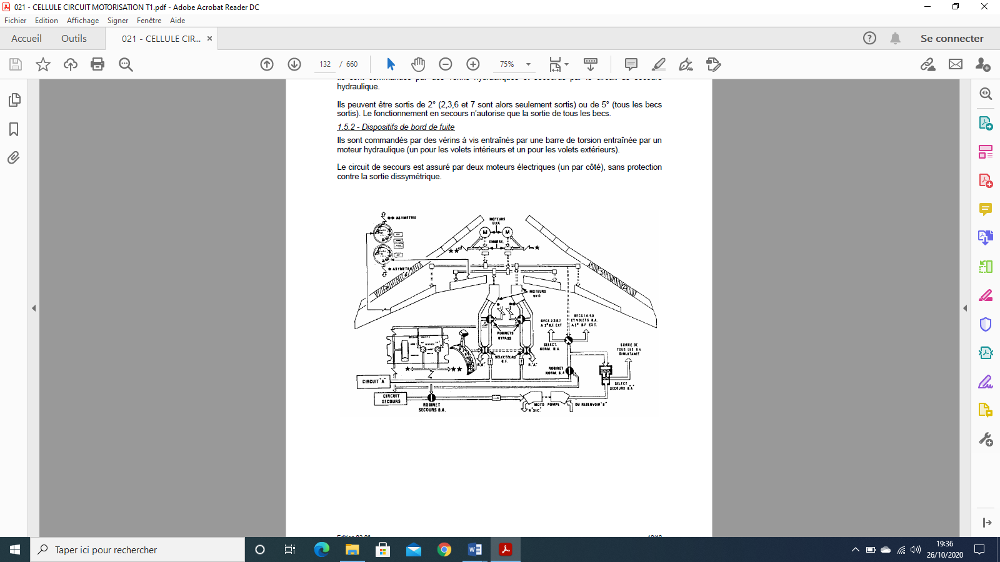 021 - CELLULE CIRCUIT MOTORISATION T1.pdf - Adobe Acrobat Reader DC
Fichier Edition Affichage Signer Fenêtre Aide
Accueil Outils 021 - CELLULE CIR... × Se connecter
132 / 660 75%
hydraulique.
Ils peuvent être sortis de 2° (2,3,6 et 7 sont alors seulement sortis) ou de 5° (tous les becs
sortis). Le fonctionnement en secours n'autorise que la sortie de tous les becs.
1.5.2 - Dispositifs de bord de fuite
Ils sont commandés par des vérins à vis entraînés par une barre de torsion entraînée par un
moteur hydraulique (un pour les volets intérieurs et un pour les volets extérieurs).
Le circuit de secours est assuré par deux moteurs électriques (un par côté), sans protection
contre la sortie dissymétrique.
ASYMETRIE
MOTEURS
ELEC.
M M
EMBRAY.
ASYMETRIE
6
7
3
2
MOTEURS
HYD.
BECS 2,3,6,7
A 2° B.F. EXT
BECS 1.4.5.8
ET VOLETS B.A.
A 5° B.F. EXT.
ROBINETS
BYPASS
SELECT.
NORM. B.A.
SORTIE DE
TOUS LES B A
SIMULTANEE
SELECTEURS
B.F.
R."A" R."A"
ROBINET
NORM. B.A
CIRCUIT "A"
SELECT
SECOURS B.A
CIRCUIT
SECOURS
ROBINET
SECOURS B.A.
MOTO POMPE
R"SEC.
DU RESERVOIR "B"
Taper ici pour rechercher
19:36
26/10/2020